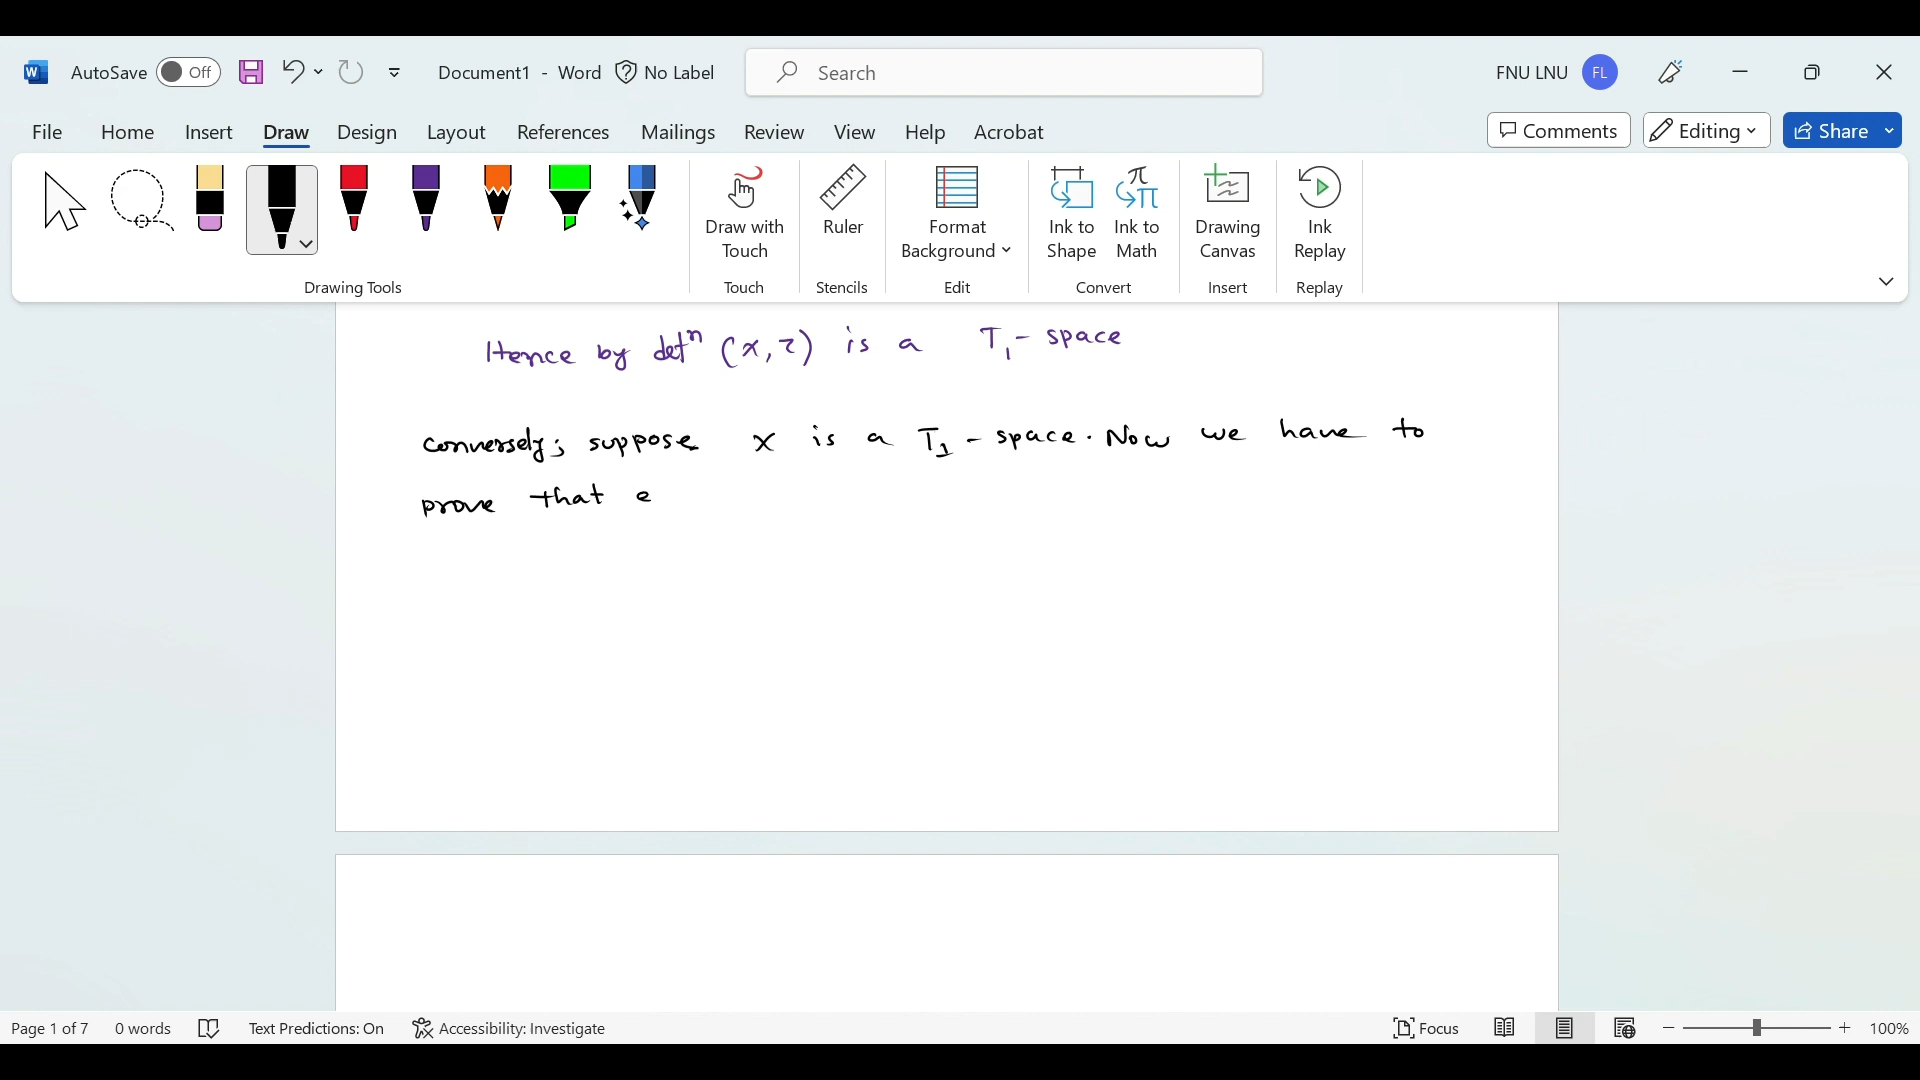 AutoSave Off Document1 - Word No Label Search FNU LNU FL
File Home Insert Draw Design Layout References Mailings Review View Help Acrobat Comments Editing Share
Draw with Touch Ruler Format Background Ink to Shape Ink to Math Drawing Canvas Ink Replay
Drawing Tools Touch Stencils Edit Convert Insert Replay
Hence by defⁿ (X, τ) is a T₁ - space
conversely; suppose X is a T₁ - space. Now we have to
prove that e
Page 1 of 7 0 words Text Predictions: On Accessibility: Investigate Focus 100%